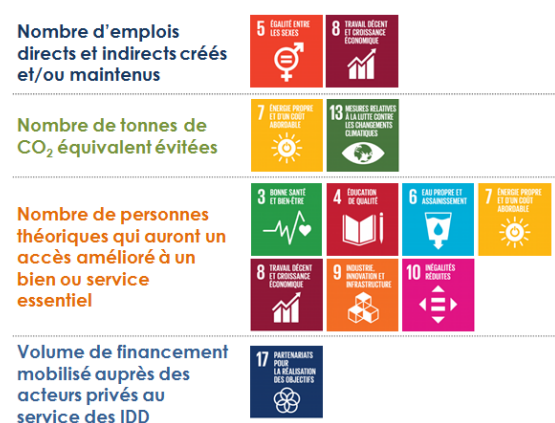 Nombre d'emplois
directs et indirects créés
et/ou maintenus
5 ÉGALITÉ ENTRE
LES SEXES
8 TRAVAIL DÉCENT
ET CROISSANCE
ÉCONOMIQUE
Nombre de tonnes de
CO₂ équivalent évitées
7 ÉNERGIE PROPRE
ET D'UN COÛT
ABORDABLE
13 MESURES RELATIVES
À LA LUTTE CONTRE
LES CHANGEMENTS
CLIMATIQUES
Nombre de personnes
théoriques qui auront un
accès amélioré à un
bien ou service
essentiel
3 BONNE SANTÉ
ET BIEN-ÊTRE
4 ÉDUCATION
DE QUALITÉ
6 EAU PROPRE ET
ASSAINISSEMENT
7 ÉNERGIE PROPRE
ET D'UN COÛT
ABORDABLE
8 TRAVAIL DÉCENT
ET CROISSANCE
ÉCONOMIQUE
9 INDUSTRIE,
INNOVATION ET
INFRASTRUCTURE
10 INÉGALITÉS
RÉDUITES
Volume de financement
mobilisé auprès des
acteurs privés au
service des IDD
17 PARTENARIATS
POUR
LA RÉALISATION
DES OBJECTIFS